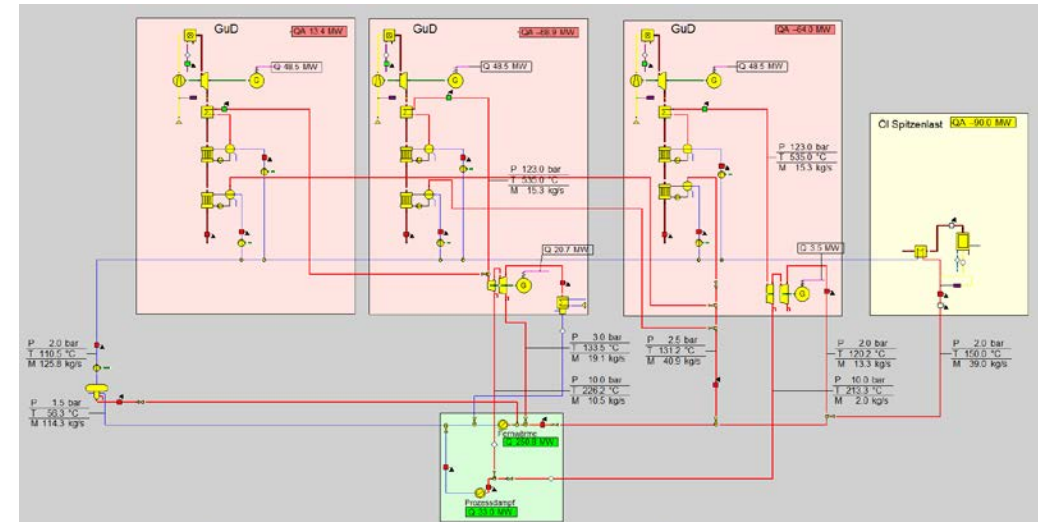 GuD
QA 13.4 MW
GuD
QA -68.9 MW
GuD
QA -64.0 MW
Q 48.5 MW
Q 48.5 MW
Q 48.5 MW
G
G
G
Öl Spitzenlast
QA -90.0 MW
P 123.0 bar
T 535.0 °C
M 15.3 kg/s
P 123.0 bar
T 535.0 °C
M 15.3 kg/s
Q 20.7 MW
Q 3.5 MW
G
G
P 2.0 bar
T 110.5 °C
M 125.8 kg/s
P 3.0 bar
T 133.5 °C
M 19.1 kg/s
P 2.5 bar
T 131.2 °C
M 40.9 kg/s
P 2.0 bar
T 120.2 °C
M 13.3 kg/s
P 2.0 bar
T 150.0 °C
M 39.0 kg/s
P 1.5 bar
M 114.3 kg/s
P 10.0 bar
T 226.2 °C
M 10.5 kg/s
P 10.0 bar
T 213.3 °C
M 2.0 kg/s
Fernwärme
Prozessdampf
Q 33.0 MW